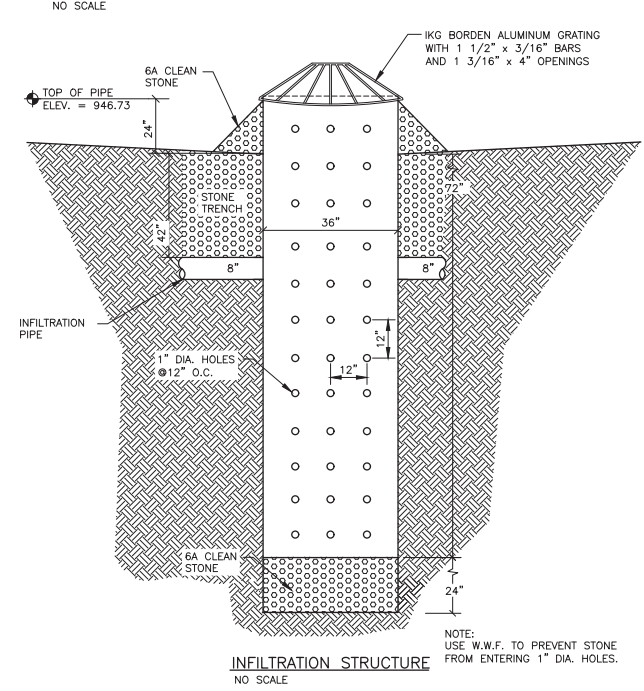 NO SCALE
IKG BORDEN ALUMINUM GRATING
WITH 1 1/2" x 3/16" BARS
AND 1 3/16" x 4" OPENINGS
6A CLEAN
STONE
TOP OF PIPE
ELEV. = 946.73
24"
72"
STONE
TRENCH
36"
42"
8"
8"
INFILTRATION
PIPE
12"
1" DIA. HOLES
@12" O.C.
12"
6A CLEAN
STONE
24"
NOTE:
USE W.W.F. TO PREVENT STONE
FROM ENTERING 1" DIA. HOLES.
INFILTRATION STRUCTURE
NO SCALE